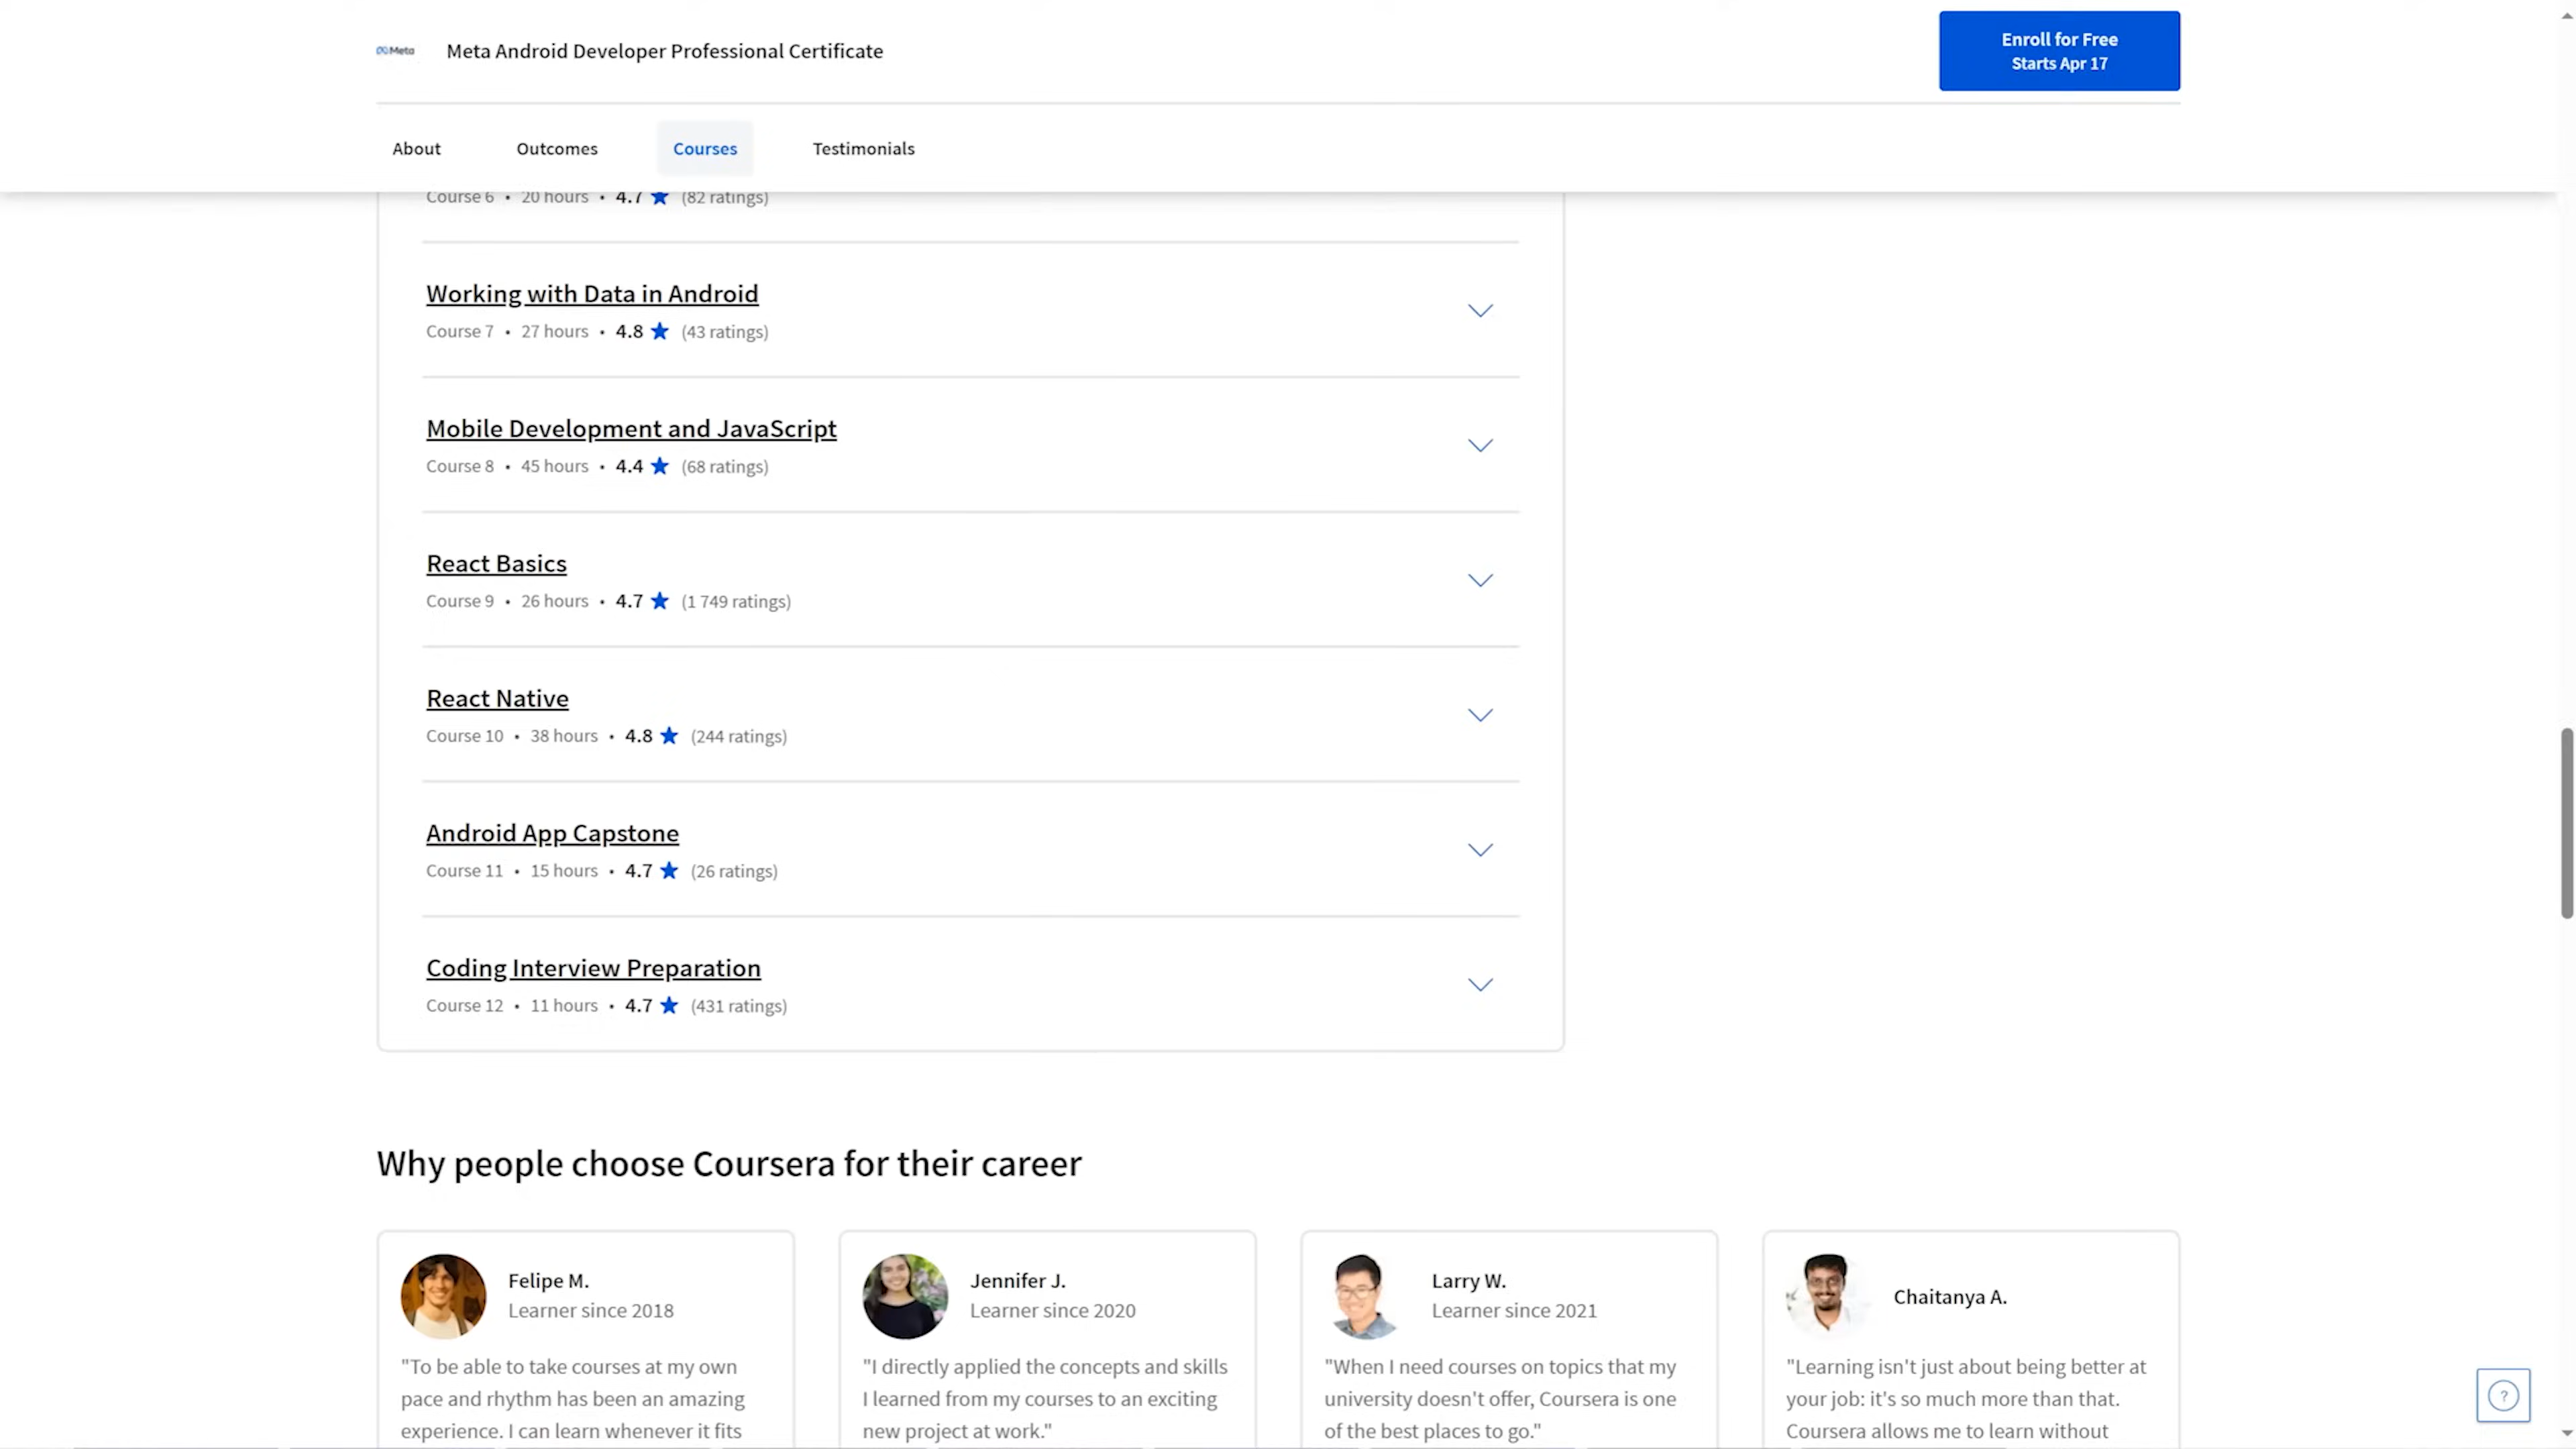 Meta
Meta Android Developer Professional Certificate
Enroll for Free
Starts Apr 17
About
Outcomes
Courses
Testimonials
Course 6 • 20 hours • 4.7 ★ (82 ratings)
Working with Data in Android
Course 7 • 27 hours • 4.8 ★ (43 ratings)
Mobile Development and JavaScript
Course 8 • 45 hours • 4.4 ★ (68 ratings)
React Basics
Course 9 • 26 hours • 4.7 ★ (1 749 ratings)
React Native
Course 10 • 38 hours • 4.8 ★ (244 ratings)
Android App Capstone
Course 11 • 15 hours • 4.7 ★ (26 ratings)
Coding Interview Preparation
Course 12 • 11 hours • 4.7 ★ (431 ratings)
Why people choose Coursera for their career
Felipe M.
Learner since 2018
"To be able to take courses at my own
pace and rhythm has been an amazing
experience. I can learn whenever it fits
Jennifer J.
Learner since 2020
"I directly applied the concepts and skills
I learned from my courses to an exciting
new project at work."
Larry W.
Learner since 2021
"When I need courses on topics that my
university doesn't offer, Coursera is one
of the best places to go."
Chaitanya A.
"Learning isn't just about being better at
your job: it's so much more than that.
Coursera allows me to learn without
?